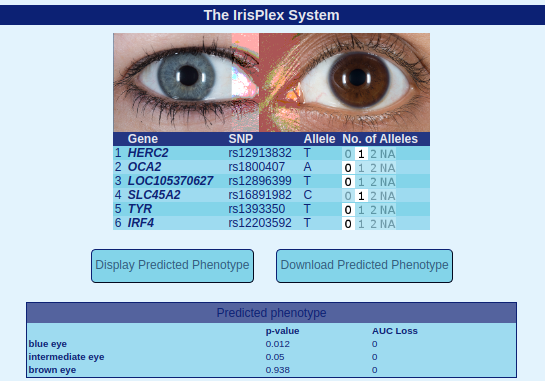 The IrisPlex System
Gene SNP Allele No. of Alleles
1 HERC2 rs12913832 T 0 1 2 NA
2 OCA2 rs1800407 A 0 1 2 NA
3 LOC105370627 rs12896399 T 0 1 2 NA
4 SLC45A2 rs16891982 C 0 1 2 NA
5 TYR rs1393350 T 0 1 2 NA
6 IRF4 rs12203592 T 0 1 2 NA
Display Predicted Phenotype Download Predicted Phenotype
Predicted phenotype
p-value AUC Loss
blue eye 0.012 0
intermediate eye 0.05 0
brown eye 0.938 0